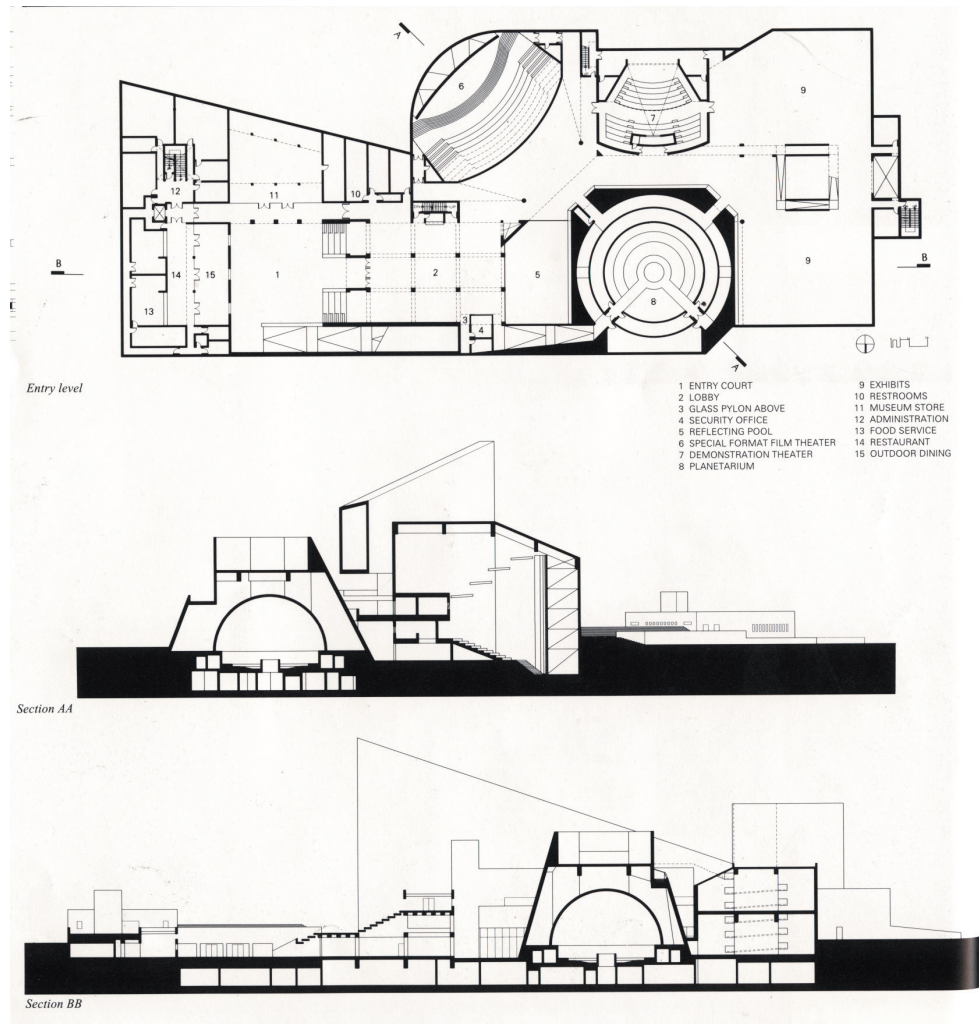 A
6
9
7
12
11
10
B
B
1
2
5
14
15
8
9
3
4
13
A
Entry level
1 ENTRY COURT
2 LOBBY
3 GLASS PYLON ABOVE
4 SECURITY OFFICE
5 REFLECTING POOL
6 SPECIAL FORMAT FILM THEATER
7 DEMONSTRATION THEATER
8 PLANETARIUM
9 EXHIBITS
10 RESTROOMS
11 MUSEUM STORE
12 ADMINISTRATION
13 FOOD SERVICE
14 RESTAURANT
15 OUTDOOR DINING
Section AA
Section BB